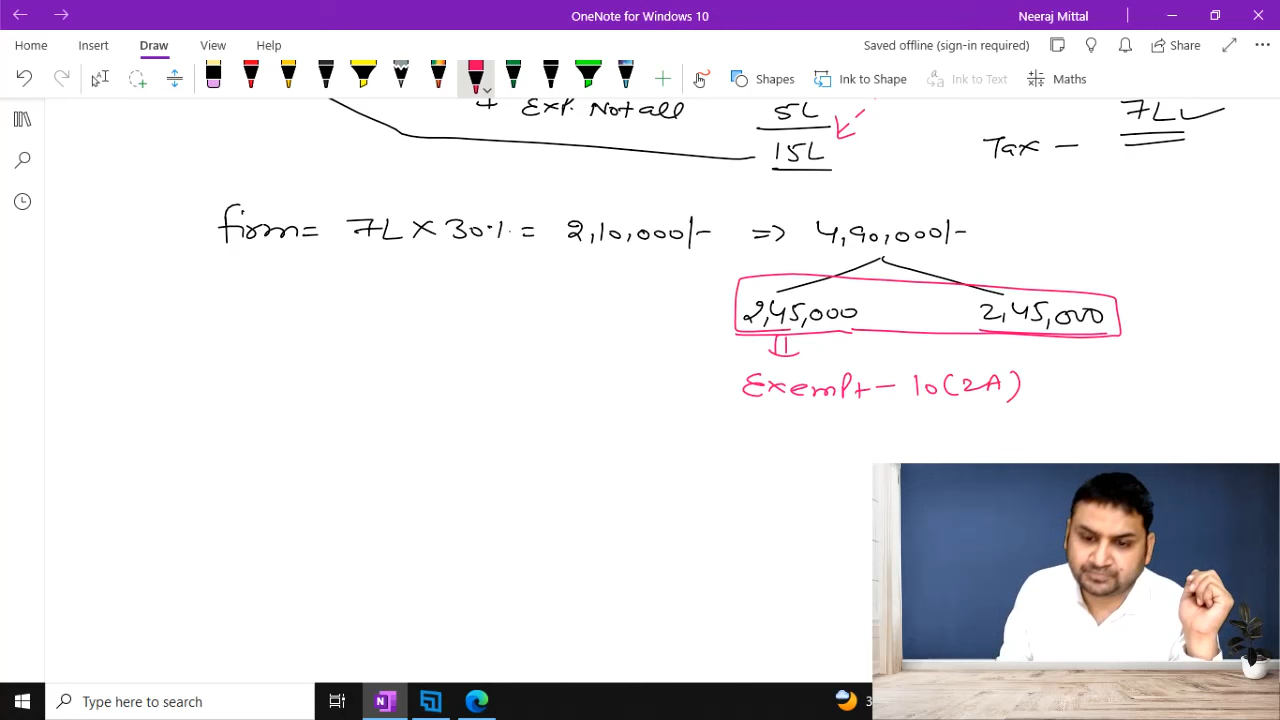 OneNote for Windows 10
Neeraj Mittal
Home Insert Draw View Help
Saved offline (sign-in required)
Share
Shapes
Ink to Shape
Ink to Text
Maths
+ Exp. Not all 5L
7L
15L
Tax —
firm = 7L × 30% = 2,10,000/- => 4,90,000/-
2,45,000 2,45,000
Exempt - 10(2A)
Type here to search
3